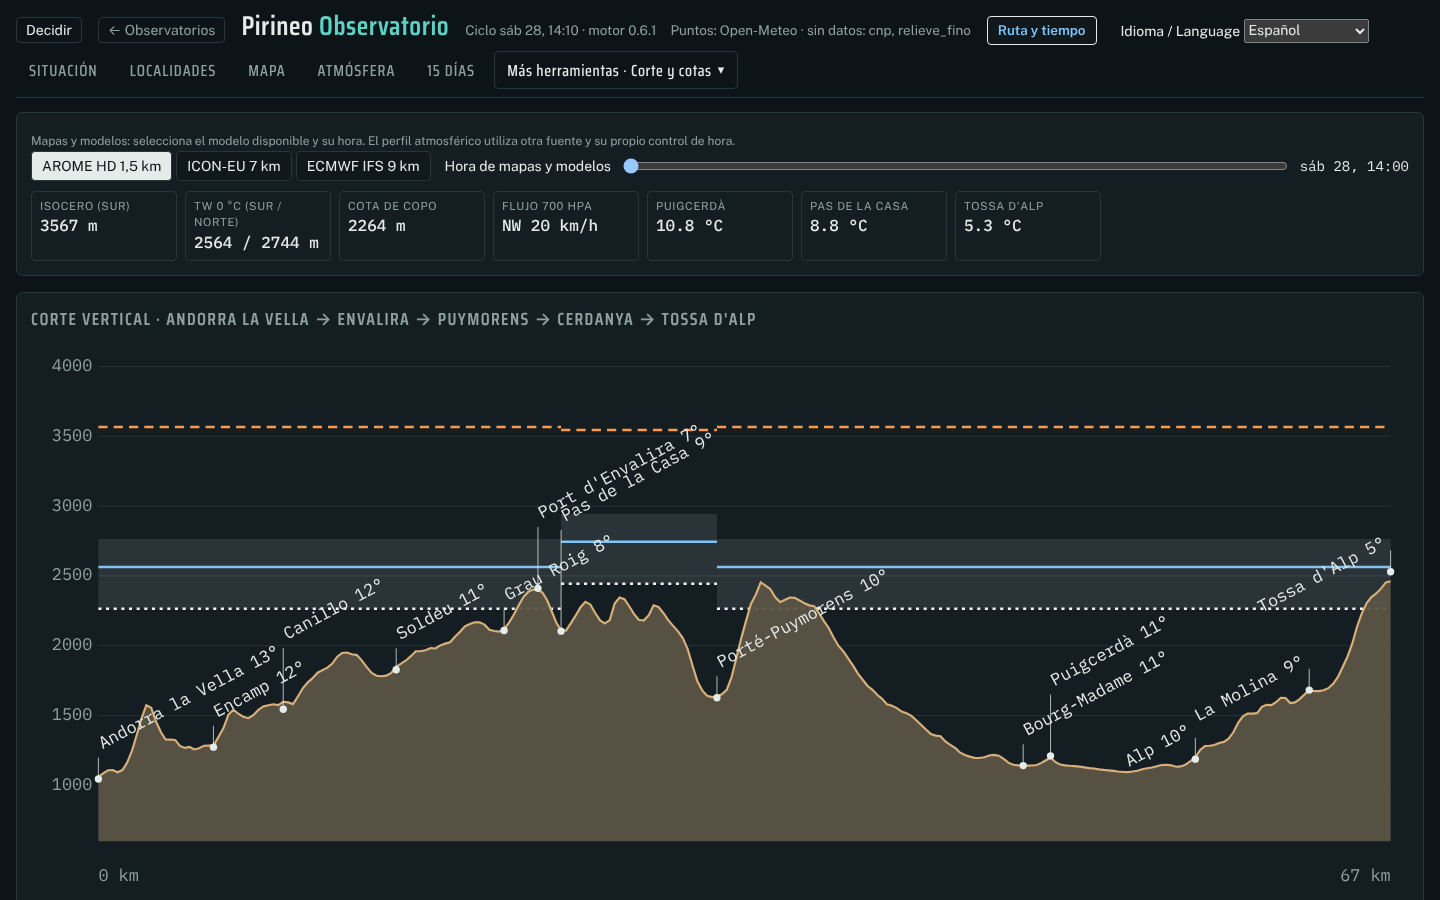 Decidir
← Observatorios
Pirineo Observatorio
Ciclo sáb 28, 14:10 · motor 0.6.1
Puntos: Open-Meteo · sin datos: cnp, relieve_fino
Ruta y tiempo
Idioma / Language Español
SITUACIÓN
LOCALIDADES
MAPA
ATMÓSFERA
15 DÍAS
Más herramientas · Corte y cotas ▾
Mapas y modelos: selecciona el modelo disponible y su hora. El perfil atmosférico utiliza otra fuente y su propio control de hora.
AROME HD 1,5 km
ICON-EU 7 km
ECMWF IFS 9 km
Hora de mapas y modelos
sáb 28, 14:00
ISOCERO (SUR)
3567 m
TW 0 °C (SUR /
NORTE)
2564 / 2744 m
COTA DE COPO
2264 m
FLUJO 700 HPA
NW 20 km/h
PUIGCERDÀ
10.8 °C
PAS DE LA CASA
8.8 °C
TOSSA D'ALP
5.3 °C
CORTE VERTICAL · ANDORRA LA VELLA → ENVALIRA → PUYMORENS → CERDANYA → TOSSA D'ALP
4000
3500
3000
2500
2000
1500
1000
Andorra la Vella 13°
Encamp 12°
Canillo 12°
Soldeu 11°
Grau Roig 8°
Port d'Envalira 7°
Pas de la Casa 9°
Porté-Puymorens 10°
Bourg-Madame 11°
Puigcerdà 11°
Alp 10°
La Molina 9°
Tossa d'Alp 5°
0 km
67 km